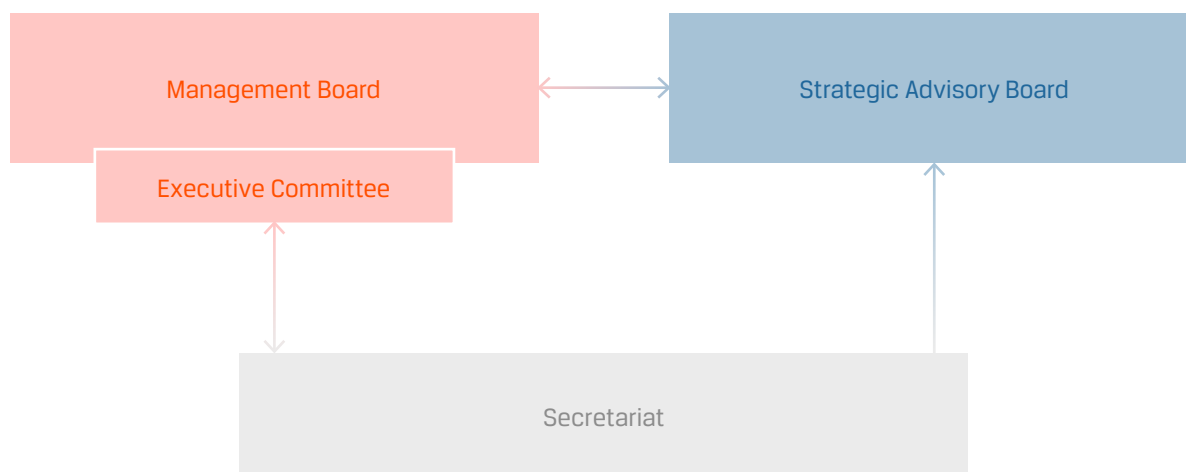 Management Board
Strategic Advisory Board
Executive Committee
Secretariat